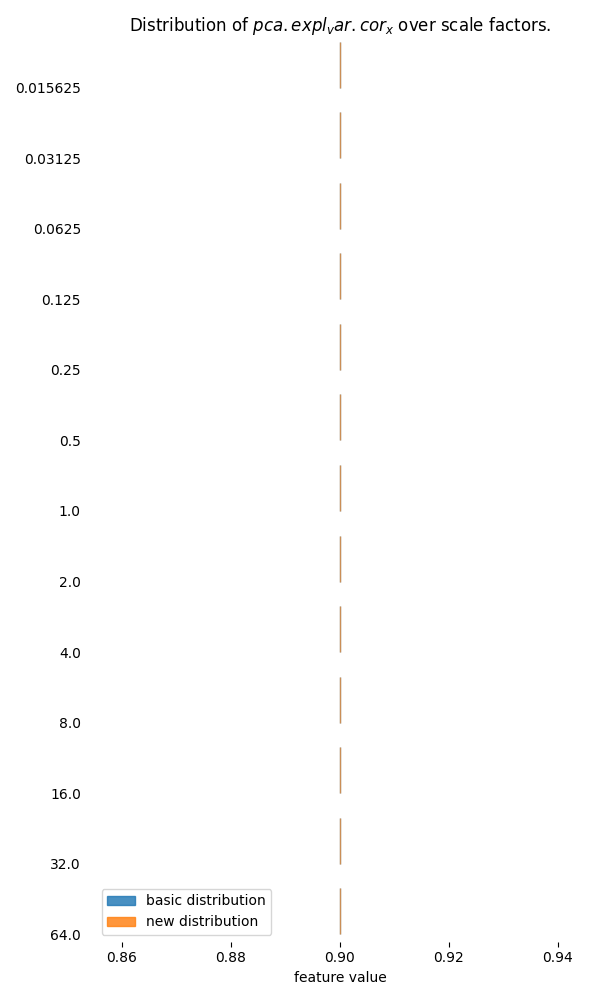 Distribution of pca.expl_var.cor_x over scale factors.
0.015625
0.03125
0.0625
0.125
0.25
0.5
1.0
2.0
4.0
8.0
16.0
32.0
64.0
basic distribution
new distribution
0.86 0.88 0.90 0.92 0.94
feature value